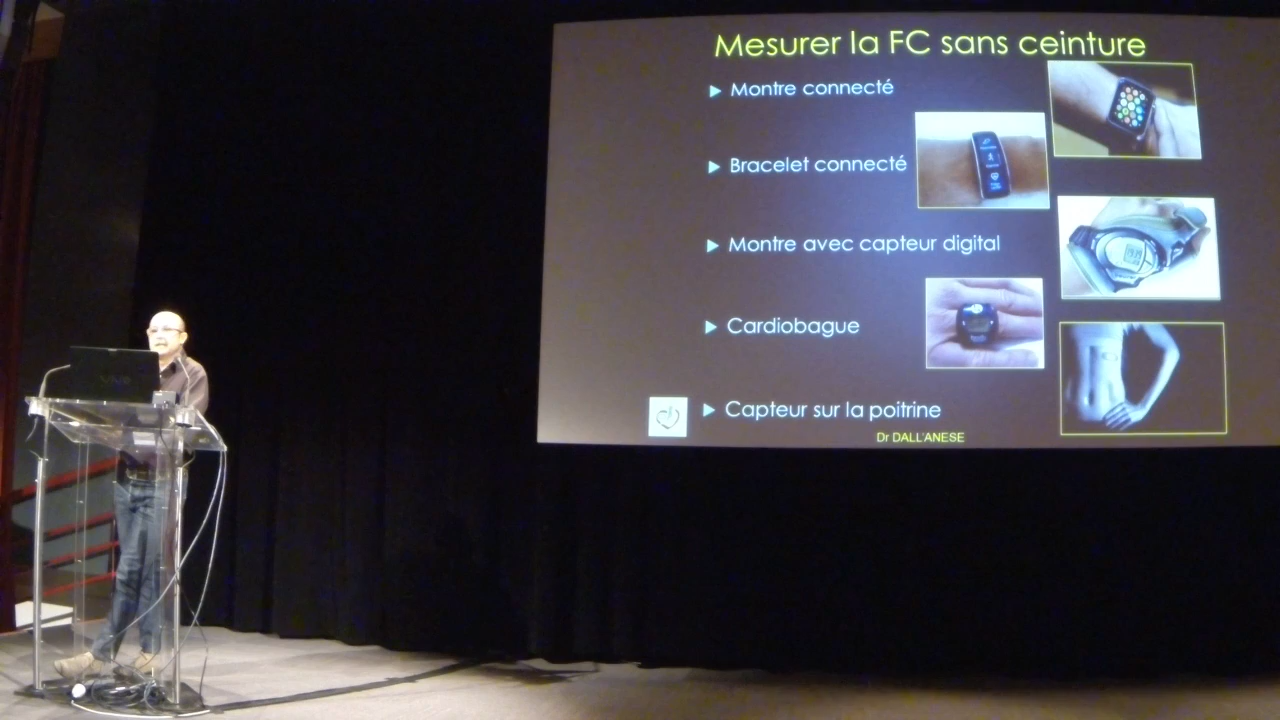 Mesurer la FC sans ceinture
Montre connecté
Bracelet connecté
Montre avec capteur digital
Cardiobague
Capteur sur la poitrine
Dr DALL'ANESE
VAIO